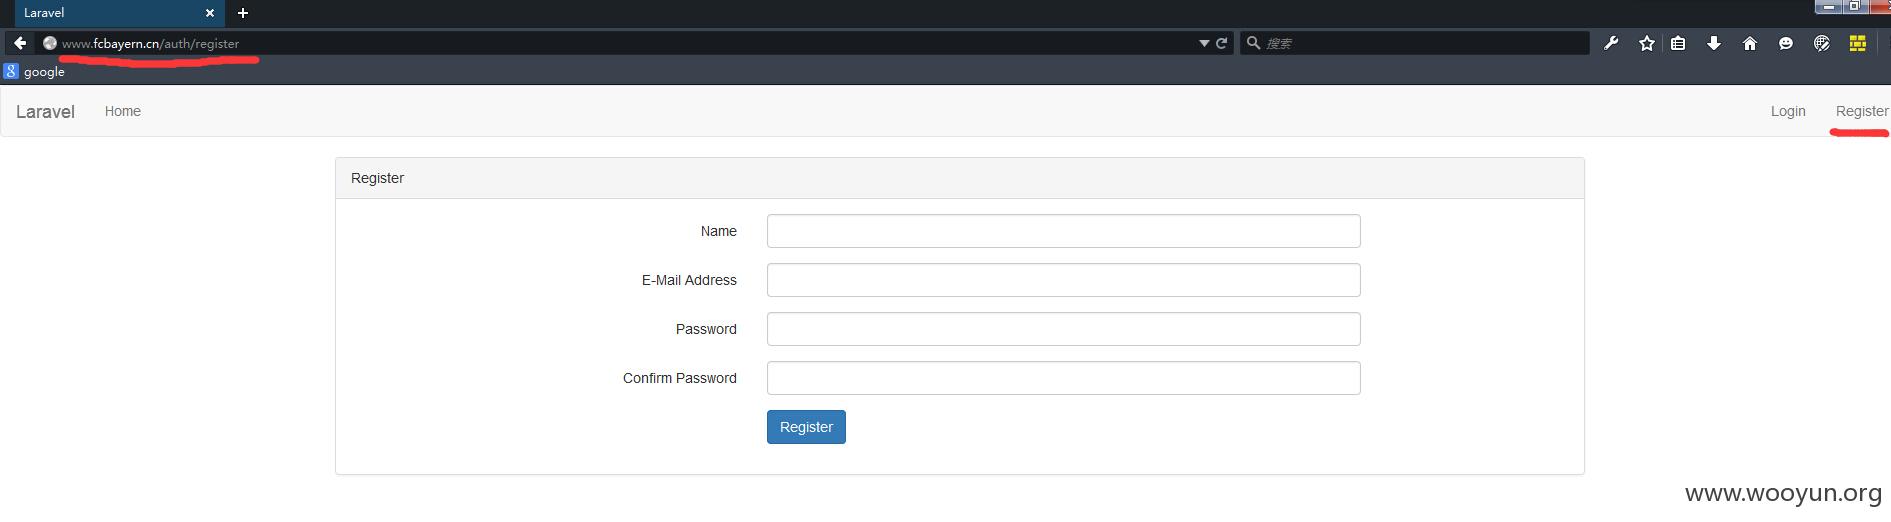 Laravel
www.fcbayern.cn/auth/register
搜索
google
Laravel Home Login Register
Register
Name
E-Mail Address
Password
Confirm Password
Register
www.wooyun.org